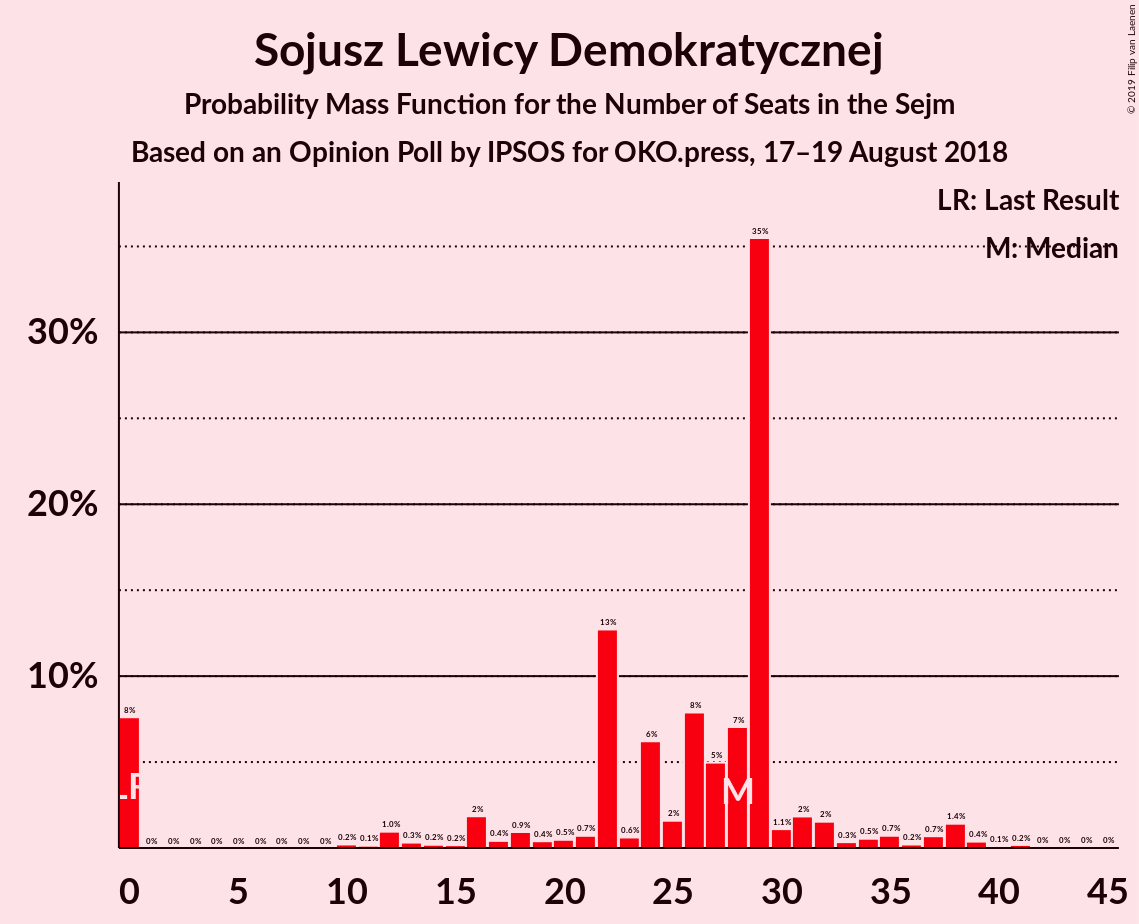 Sojusz Lewicy Demokratycznej
Probability Mass Function for the Number of Seats in the Sejm
Based on an Opinion Poll by IPSOS for OKO.press, 17–19 August 2018
© 2019 Filip van Laenen
LR: Last Result
M: Median
30%
20%
10%
8% 0% 0% 0% 0% 0% 0% 0% 0% 0% 0.2% 0.1% 1.0% 0.3% 0.2% 0.2% 2% 0.4% 0.9% 0.4% 0.5% 0.7% 13% 0.6% 6% 2% 8% 5% 7% 35% 1.1% 2% 2% 0.3% 0.5% 0.7% 0.2% 0.7% 1.4% 0.4% 0.1% 0.2% 0% 0% 0% 0%
LR M
0 5 10 15 20 25 30 35 40 45